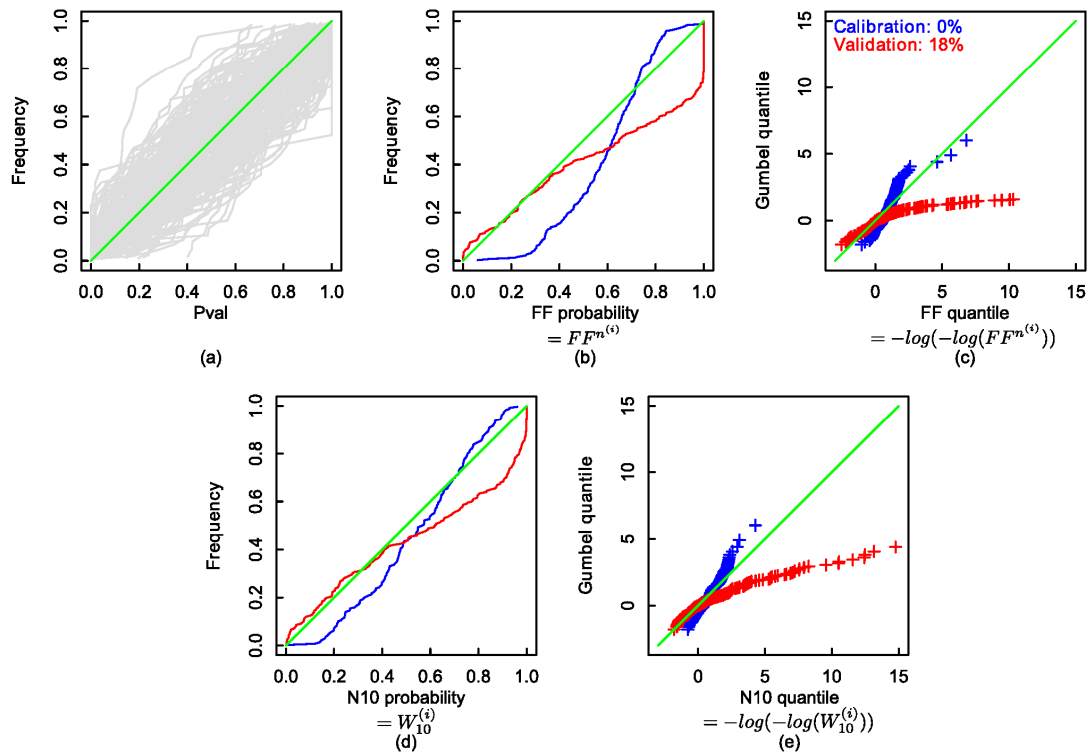 Frequency
0.0 0.2 0.4 0.6 0.8 1.0
0.0 0.2 0.4 0.6 0.8 1.0
Pval
(a)
Frequency
0.0 0.2 0.4 0.6 0.8 1.0
0.0 0.2 0.4 0.6 0.8 1.0
FF probability
= FF^{n^{(i)}}
(b)
Calibration: 0%
Validation: 18%
Gumbel quantile
0 5 10 15
0 5 10 15
FF quantile
= -log(-log(FF^{n^{(i)}}))
(c)
Frequency
0.0 0.2 0.4 0.6 0.8 1.0
0.0 0.2 0.4 0.6 0.8 1.0
N10 probability
= W_{10}^{(i)}
(d)
Gumbel quantile
0 5 10 15
0 5 10 15
N10 quantile
= -log(-log(W_{10}^{(i)}))
(e)